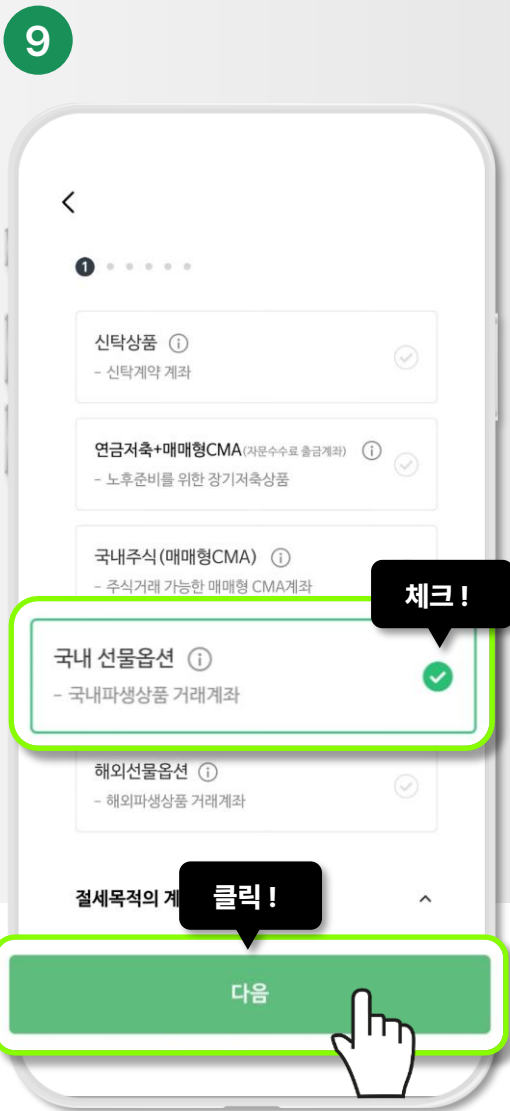 9
1
신탁상품
- 신탁계약 계좌
연금저축+매매형CMA(자문수수료 출금계좌)
- 노후준비를 위한 장기저축상품
국내주식(매매형CMA)
- 주식거래 가능한 매매형 CMA계좌
체크!
국내 선물옵션
- 국내파생상품 거래계좌
해외선물옵션
- 해외파생상품 거래계좌
절세목적의 계
클릭!
다음